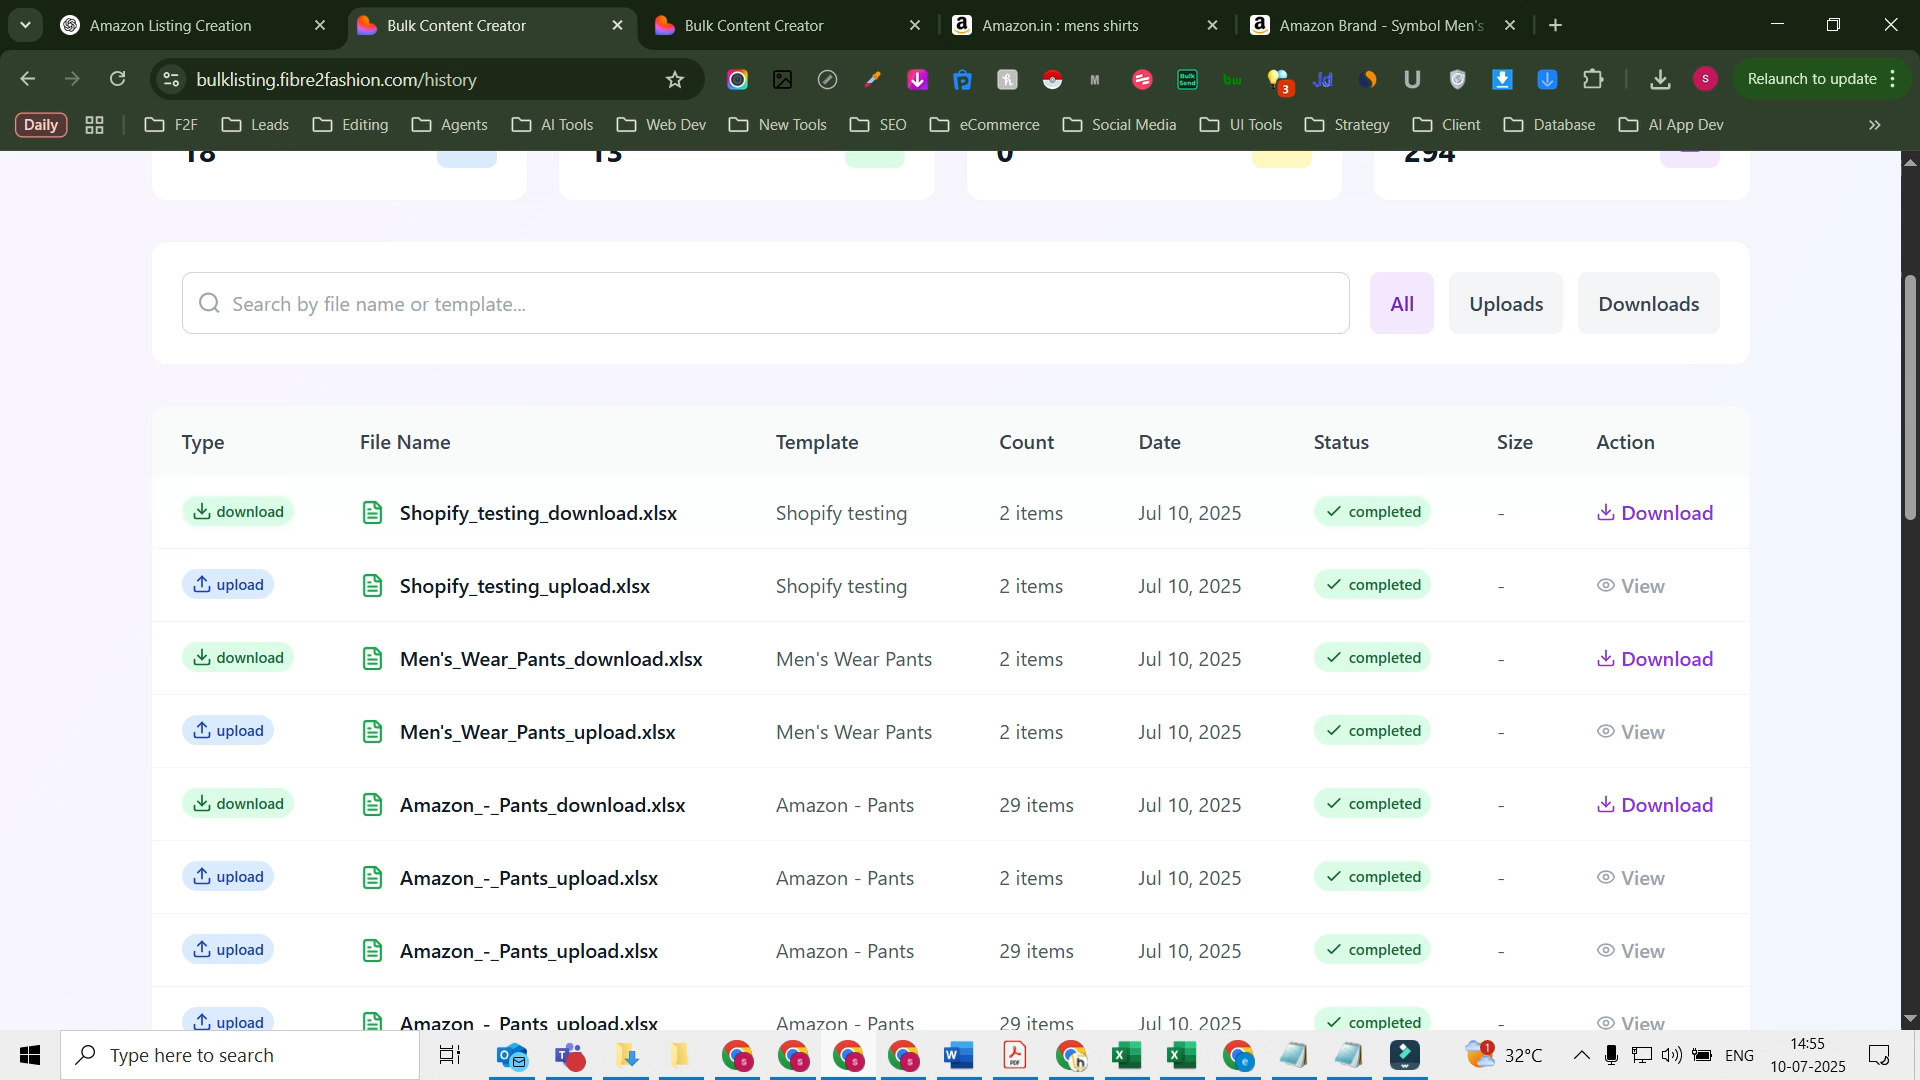 Amazon Listing Creation
Bulk Content Creator
Bulk Content Creator
Amazon.in : mens shirts
Amazon Brand - Symbol Men's
bulklisting.fibre2fashion.com/history
M
Bulk Send
bw
3
Jd
U
S
Relaunch to update
Daily
F2F
Leads
Editing
Agents
AI Tools
Web Dev
New Tools
SEO
eCommerce
Social Media
UI Tools
Strategy
Client
Database
AI App Dev
18
13
0
294
Search by file name or template...
All
Uploads
Downloads
Type File Name Template Count Date Status Size Action
download Shopify_testing_download.xlsx Shopify testing 2 items Jul 10, 2025 completed - Download
upload Shopify_testing_upload.xlsx Shopify testing 2 items Jul 10, 2025 completed - View
download Men's_Wear_Pants_download.xlsx Men's Wear Pants 2 items Jul 10, 2025 completed - Download
upload Men's_Wear_Pants_upload.xlsx Men's Wear Pants 2 items Jul 10, 2025 completed - View
download Amazon_-_Pants_download.xlsx Amazon - Pants 29 items Jul 10, 2025 completed - Download
upload Amazon_-_Pants_upload.xlsx Amazon - Pants 2 items Jul 10, 2025 completed - View
upload Amazon_-_Pants_upload.xlsx Amazon - Pants 29 items Jul 10, 2025 completed - View
upload Amazon_-_Pants_upload.xlsx Amazon - Pants 29 items Jul 10, 2025 completed - View
Type here to search
1
32°C
ENG
14:55
10-07-2025